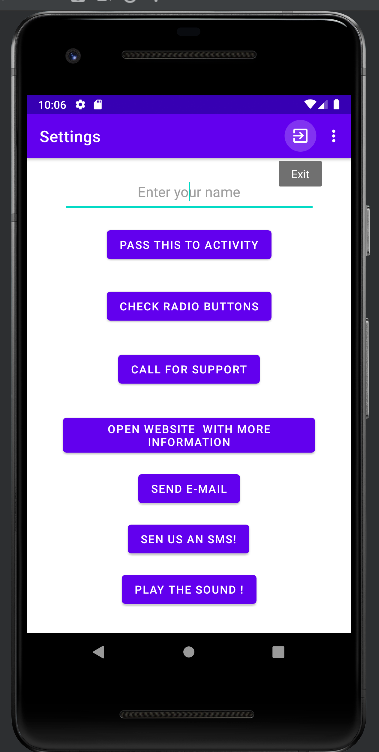 10:06
Settings
Exit
Enter your name
PASS THIS TO ACTIVITY
CHECK RADIO BUTTONS
CALL FOR SUPPORT
OPEN WEBSITE  WITH MORE
INFORMATION
SEND E-MAIL
SEN US AN SMS!
PLAY THE SOUND !